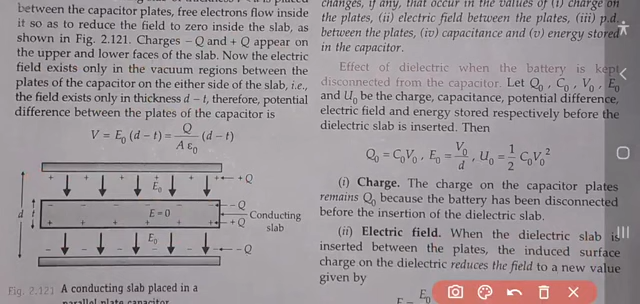 between the capacitor plates, free electrons flow inside
it so as to reduce the field to zero inside the slab, as
shown in Fig. 2.121. Charges – Q and + Q appear on
the upper and lower faces of the slab. Now the electric
field exists only in the vacuum regions between the
plates of the capacitor on the either side of the slab, i.e.,
the field exists only in thickness d – t, therefore, potential
difference between the plates of the capacitor is
V = E₀ (d – t) = Q / A ε₀ (d – t)
+ + + + + + Q
E₀
– – – – – – Q
d t E = 0 Conducting
slab
+ + + + + + Q
E₀
– – – – – – Q
Fig. 2.121 A conducting slab placed in a
parallel plate capacitor
changes, if any, that occur in the values of (i) charge on
the plates, (ii) electric field between the plates, (iii) p.d.
between the plates, (iv) capacitance and (v) energy stored
in the capacitor.
Effect of dielectric when the battery is kept
disconnected from the capacitor. Let Q₀, C₀, V₀, E₀
and U₀ be the charge, capacitance, potential difference,
electric field and energy stored respectively before the
dielectric slab is inserted. Then
Q₀ = C₀V₀, E₀ = V₀ / d, U₀ = 1/2 C₀V₀²
(i) Charge. The charge on the capacitor plates
remains Q₀ because the battery has been disconnected
before the insertion of the dielectric slab.
(ii) Electric field. When the dielectric slab is
inserted between the plates, the induced surface
charge on the dielectric reduces the field to a new value
given by
E = E₀